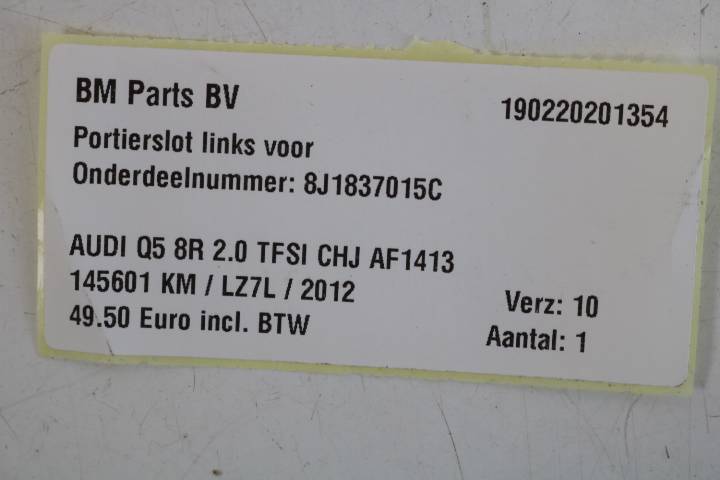 BM Parts BV
190220201354
Portierslot links voor
Onderdeelnummer: 8J1837015C
AUDI Q5 8R 2.0 TFSI CHJ AF1413
145601 KM / LZ7L / 2012
Verz: 10
49.50 Euro incl. BTW
Aantal: 1